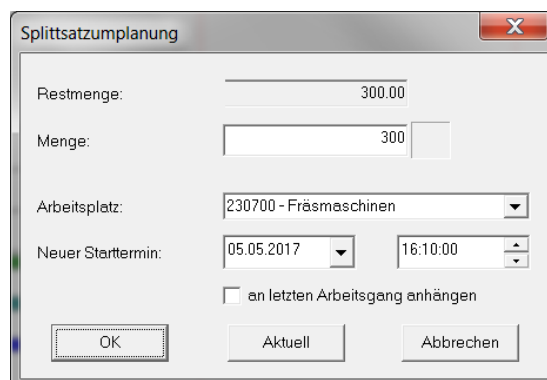 Splittsatzumplanung
Restmenge: 300.00
Menge: 300
Arbeitsplatz: 230700 - Fräsmaschinen
Neuer Starttermin: 05.05.2017 16:10:00
an letzten Arbeitsgang anhängen
OK Aktuell Abbrechen